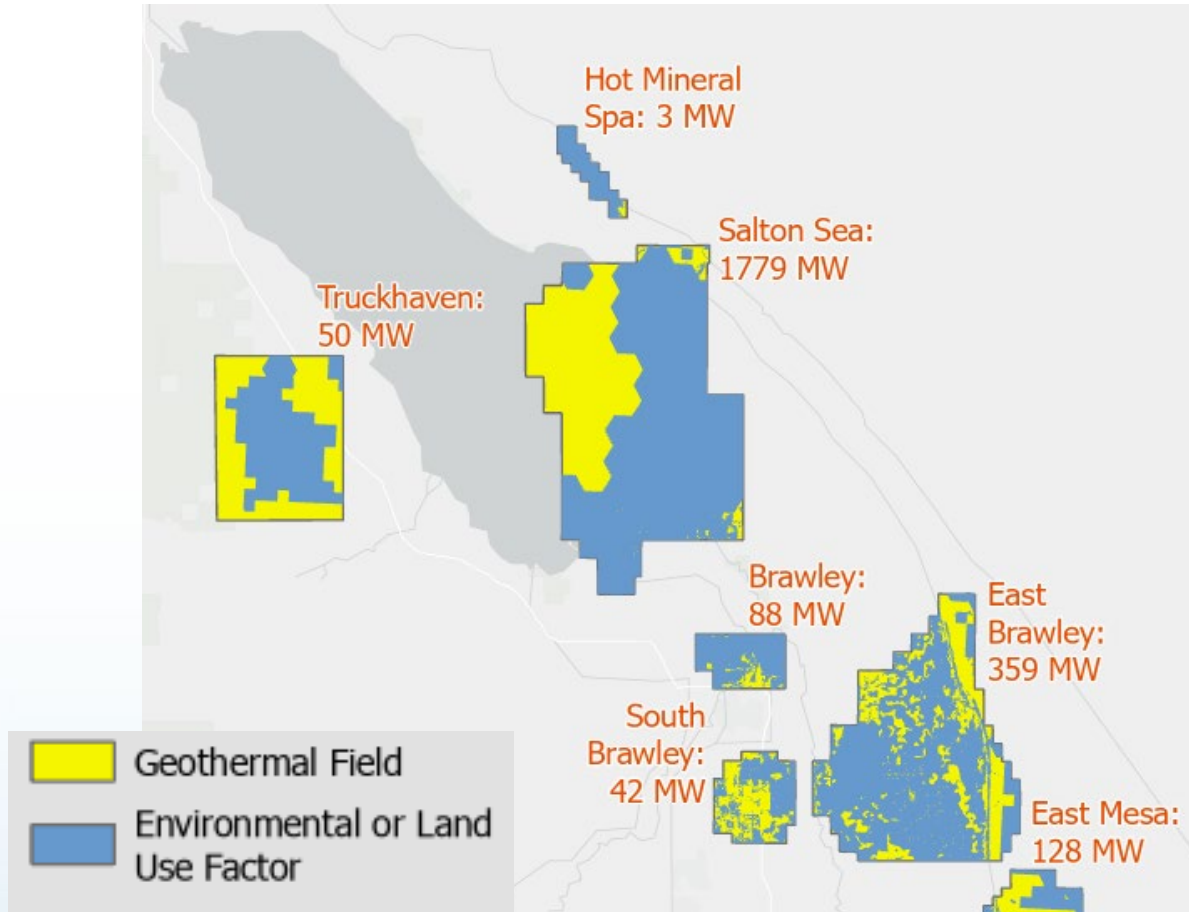 Hot Mineral
Spa: 3 MW
Salton Sea:
1779 MW
Truckhaven:
50 MW
Brawley:
88 MW
East
Brawley:
359 MW
South
Brawley:
42 MW
East Mesa:
128 MW
Geothermal Field
Environmental or Land
Use Factor